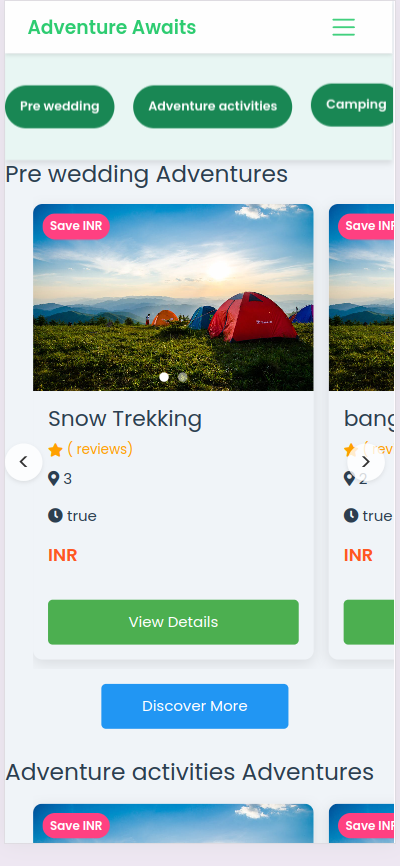 Adventure Awaits
Pre wedding
Adventure activities
Camping
Pre wedding Adventures
Save INR
Save INR
Snow Trekking
bang
( reviews)
( rev
3
2
true
true
INR
INR
View Details
Discover More
Adventure activities Adventures
Save INR
Save INR